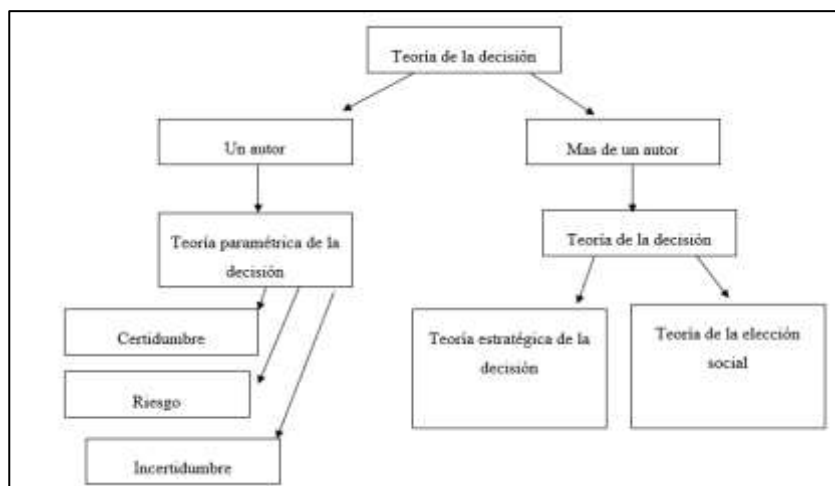 Teoría de la decisión
Un autor
Mas de un autor
Teoría paramétrica de la
decisión
Teoría de la decisión
Certidumbre
Riesgo
Incertidumbre
Teoría estratégica de la
decisión
Teoría de la elección
social